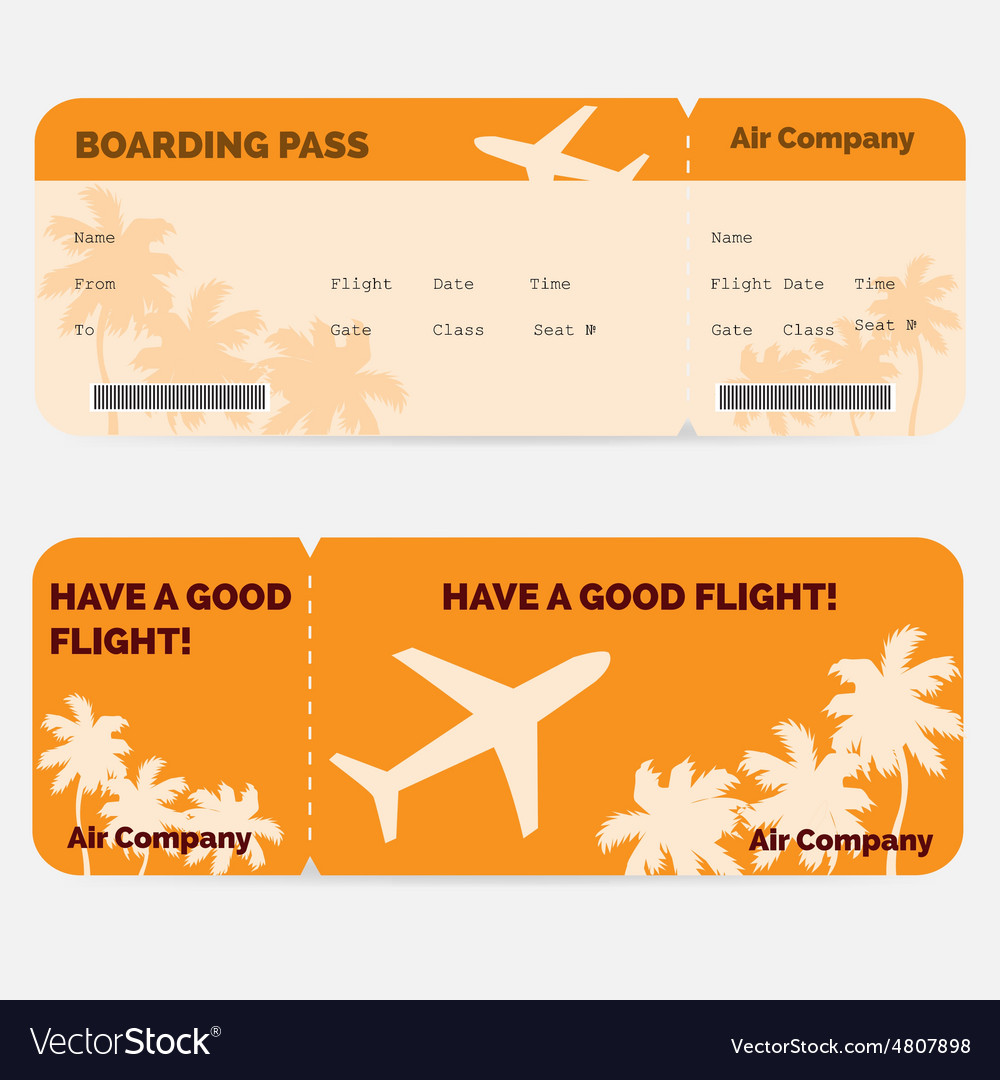 BOARDING PASS
Air Company
Name
From
Flight Date Time
To
Gate Class Seat №
Name
Flight Date Time
Gate Class Seat №
HAVE A GOOD
FLIGHT!
Air Company
HAVE A GOOD FLIGHT!
Air Company
VectorStock®
VectorStock.com/4807898